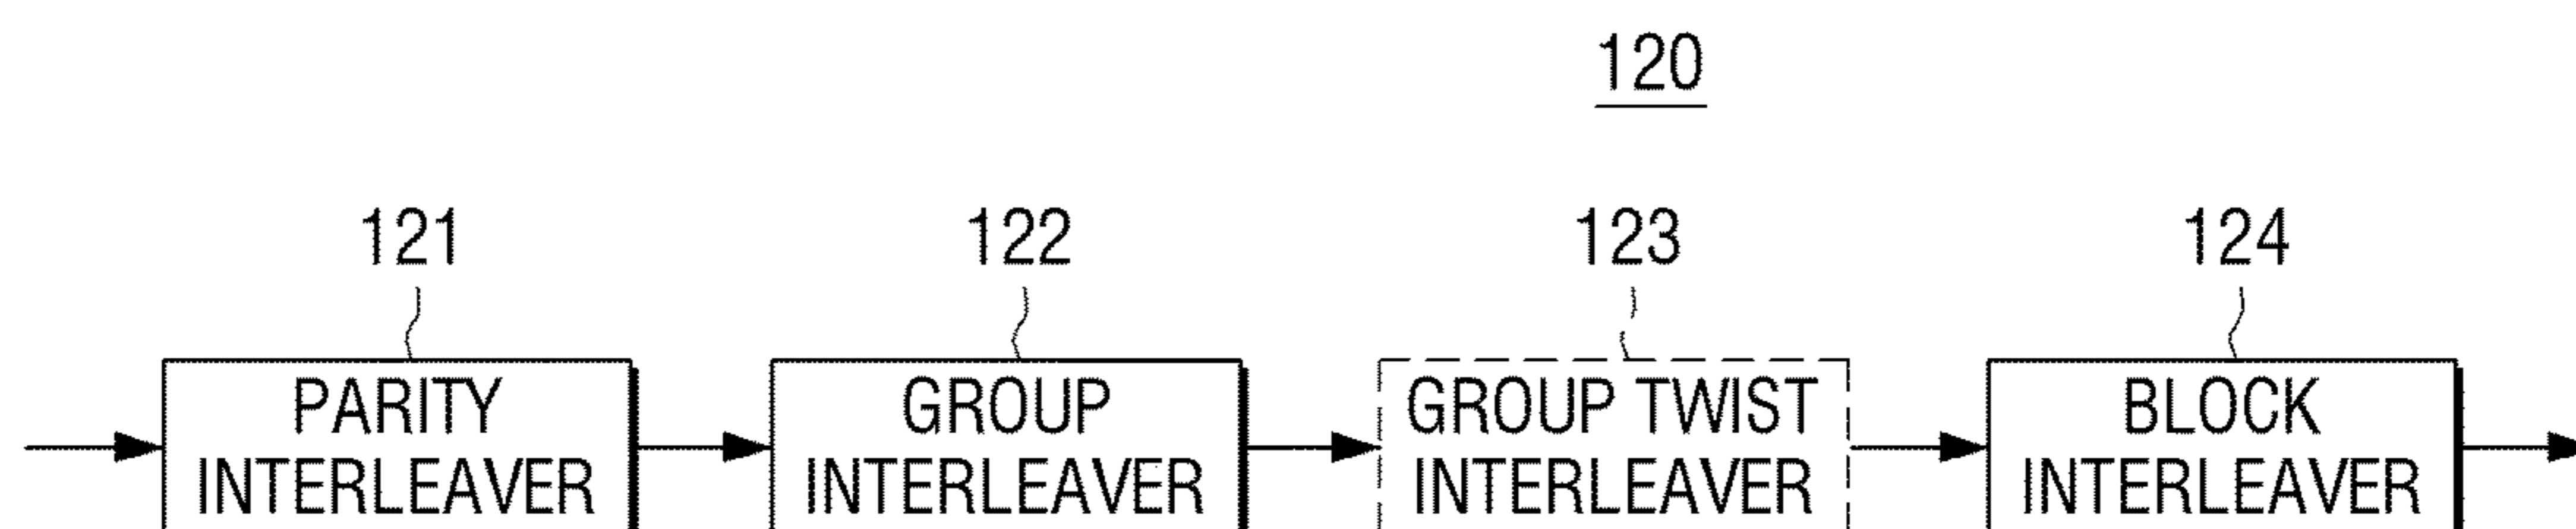 120
121
122
123
124
PARITY
INTERLEAVER
GROUP
INTERLEAVER
GROUP TWIST
INTERLEAVER
BLOCK
INTERLEAVER